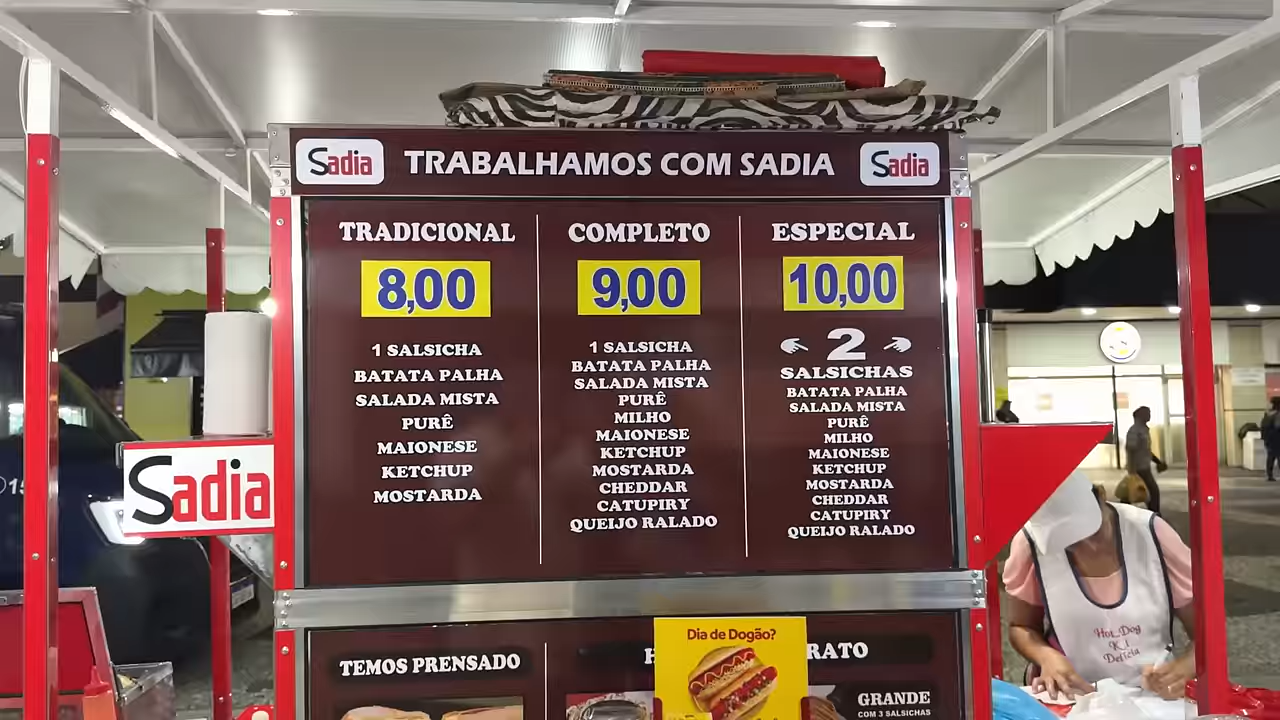 Sadia
TRABALHAMOS COM SADIA
Sadia
TRADICIONAL
8,00
1 SALSICHA
BATATA PALHA
SALADA MISTA
PURÊ
MAIONESE
KETCHUP
MOSTARDA
COMPLETO
9,00
1 SALSICHA
BATATA PALHA
SALADA MISTA
PURÊ
MILHO
MAIONESE
KETCHUP
MOSTARDA
CHEDDAR
CATUPIRY
QUEIJO RALADO
ESPECIAL
10,00
2
SALSICHAS
BATATA PALHA
SALADA MISTA
PURÊ
MILHO
MAIONESE
KETCHUP
MOSTARDA
CHEDDAR
CATUPIRY
QUEIJO RALADO
Sadia
TEMOS PRENSADO
Dia de Dogão?
GRANDE
COM 3 SALSICHAS
Hot Dog
K I
Delícia